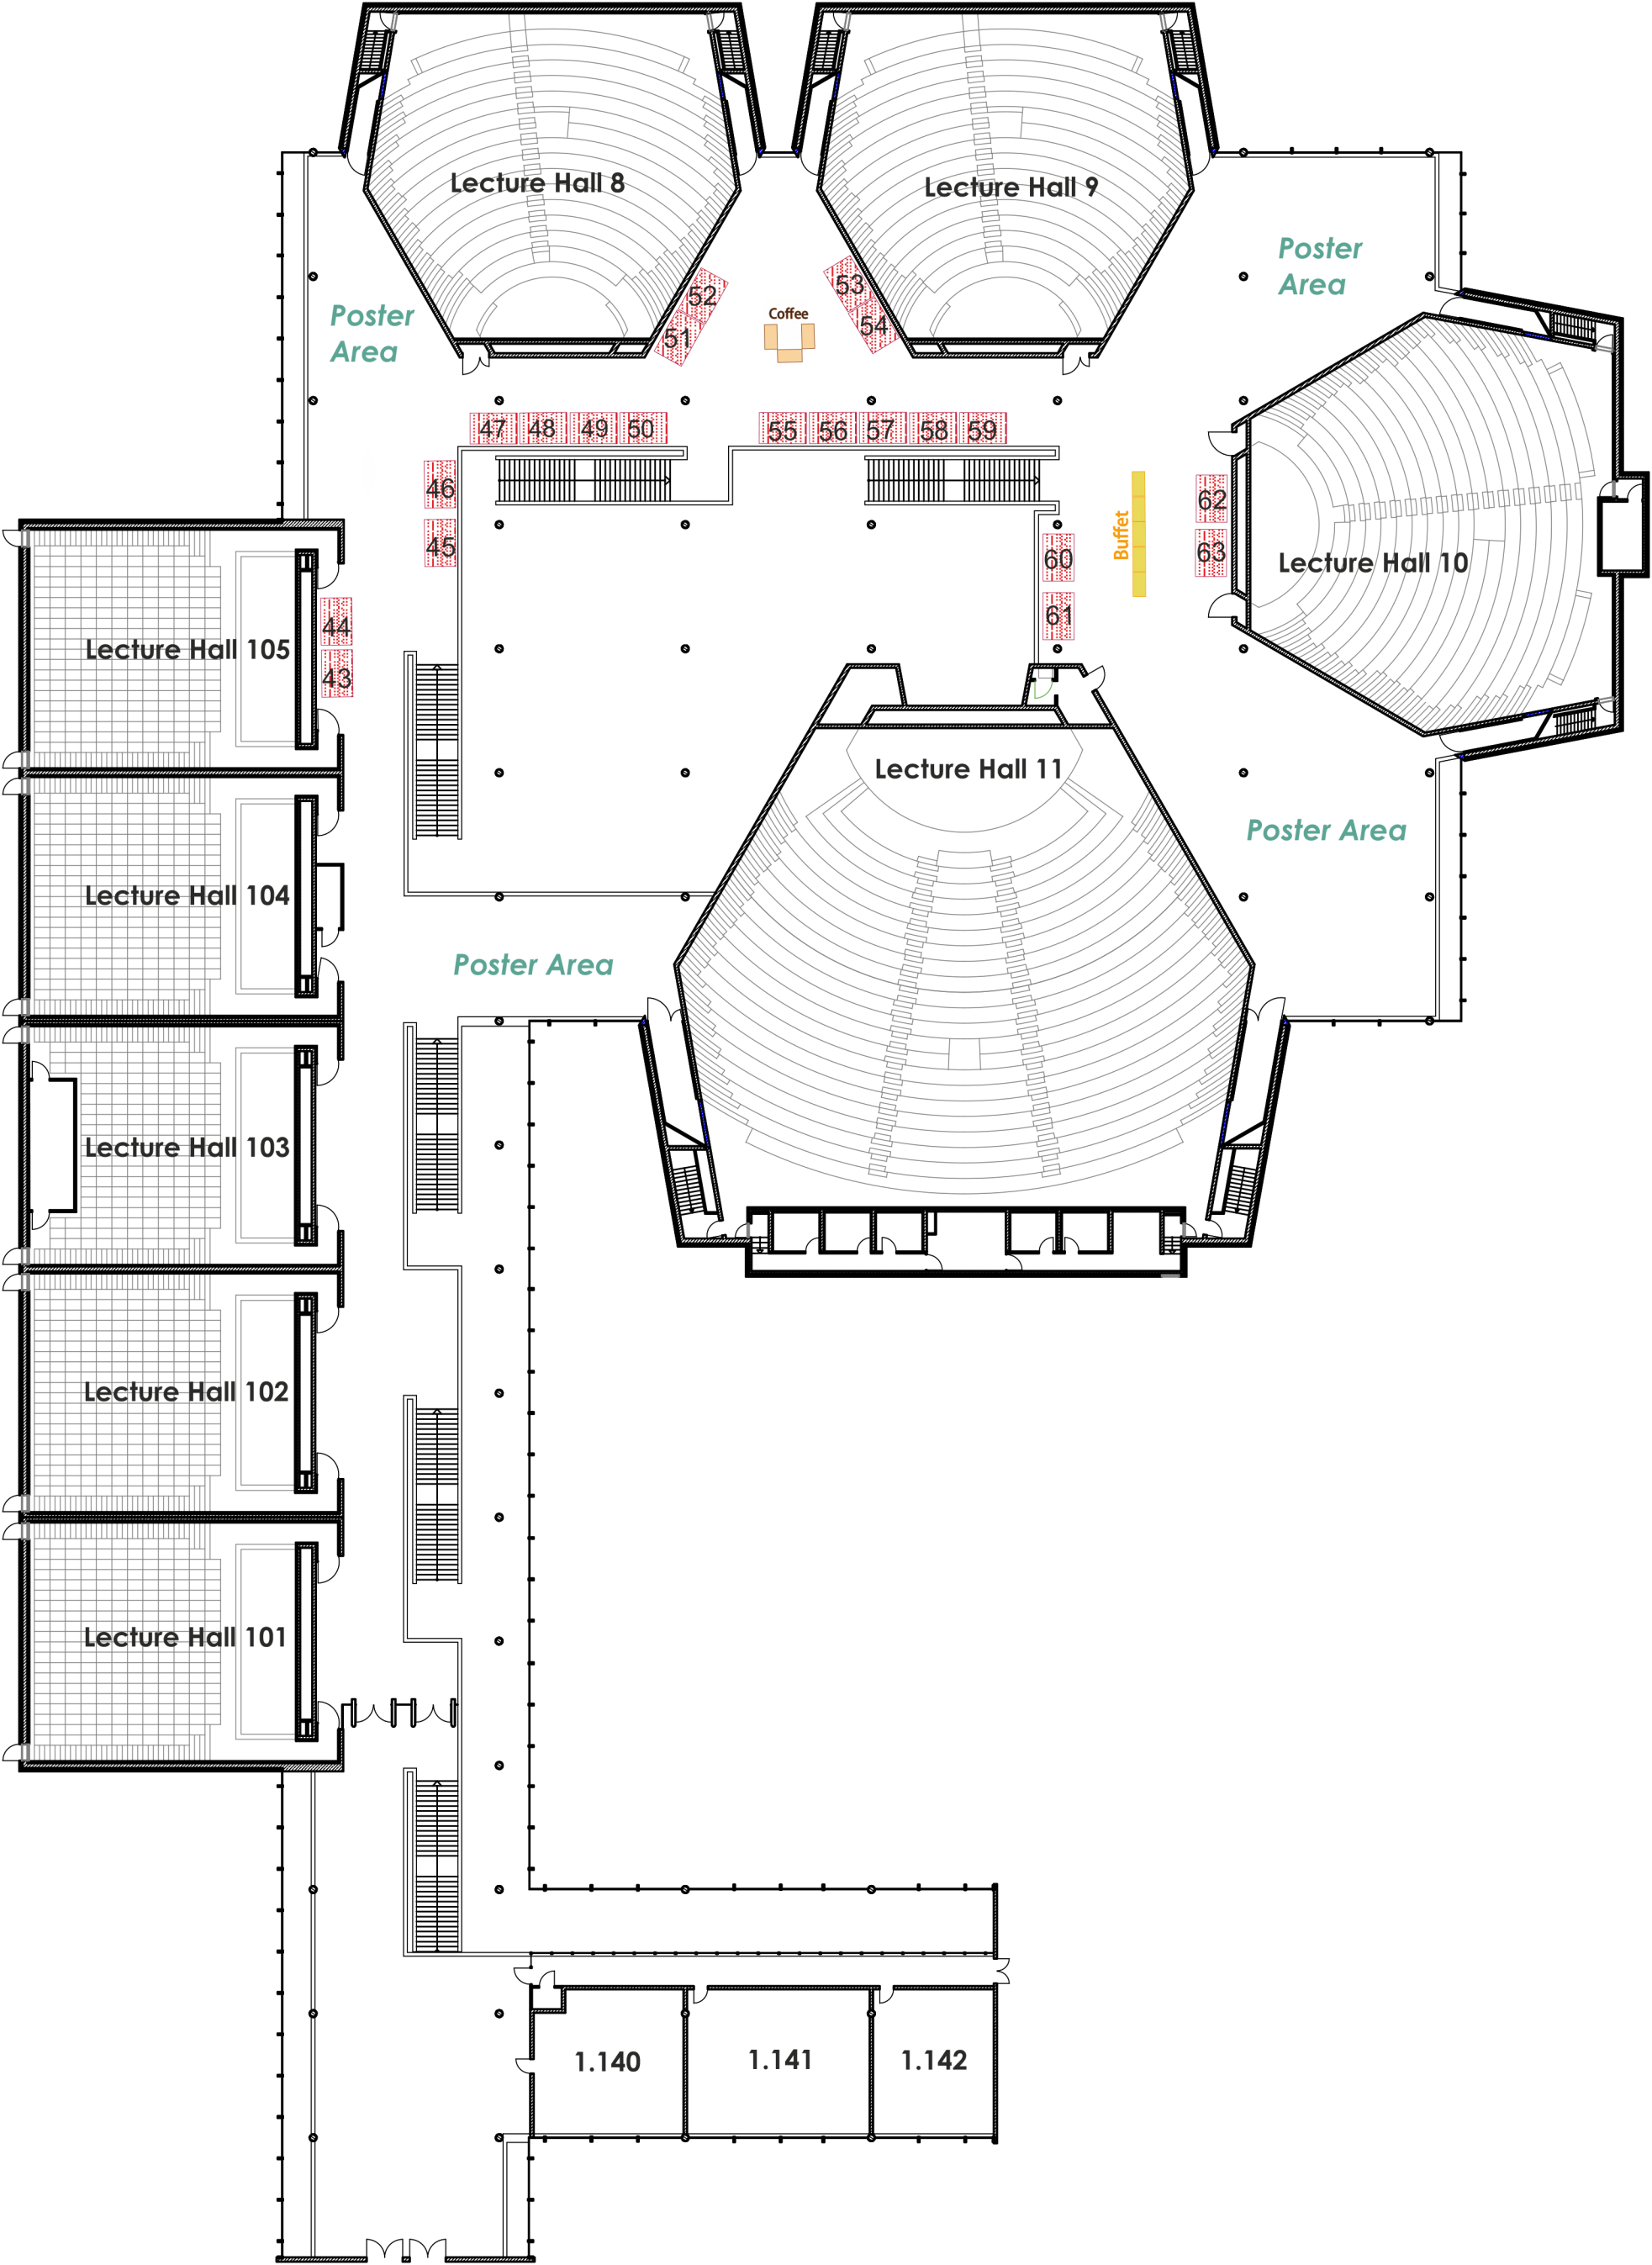 Lecture Hall 8
Lecture Hall 9
Poster
Area
Poster
Area
52
51
53
54
Coffee
47
48
49
50
55
56
57
58
59
46
45
60
61
Buffet
62
63
Lecture Hall 10
44
43
Lecture Hall 105
Lecture Hall 11
Poster Area
Lecture Hall 104
Poster Area
Lecture Hall 103
Lecture Hall 102
Lecture Hall 101
1.140
1.141
1.142